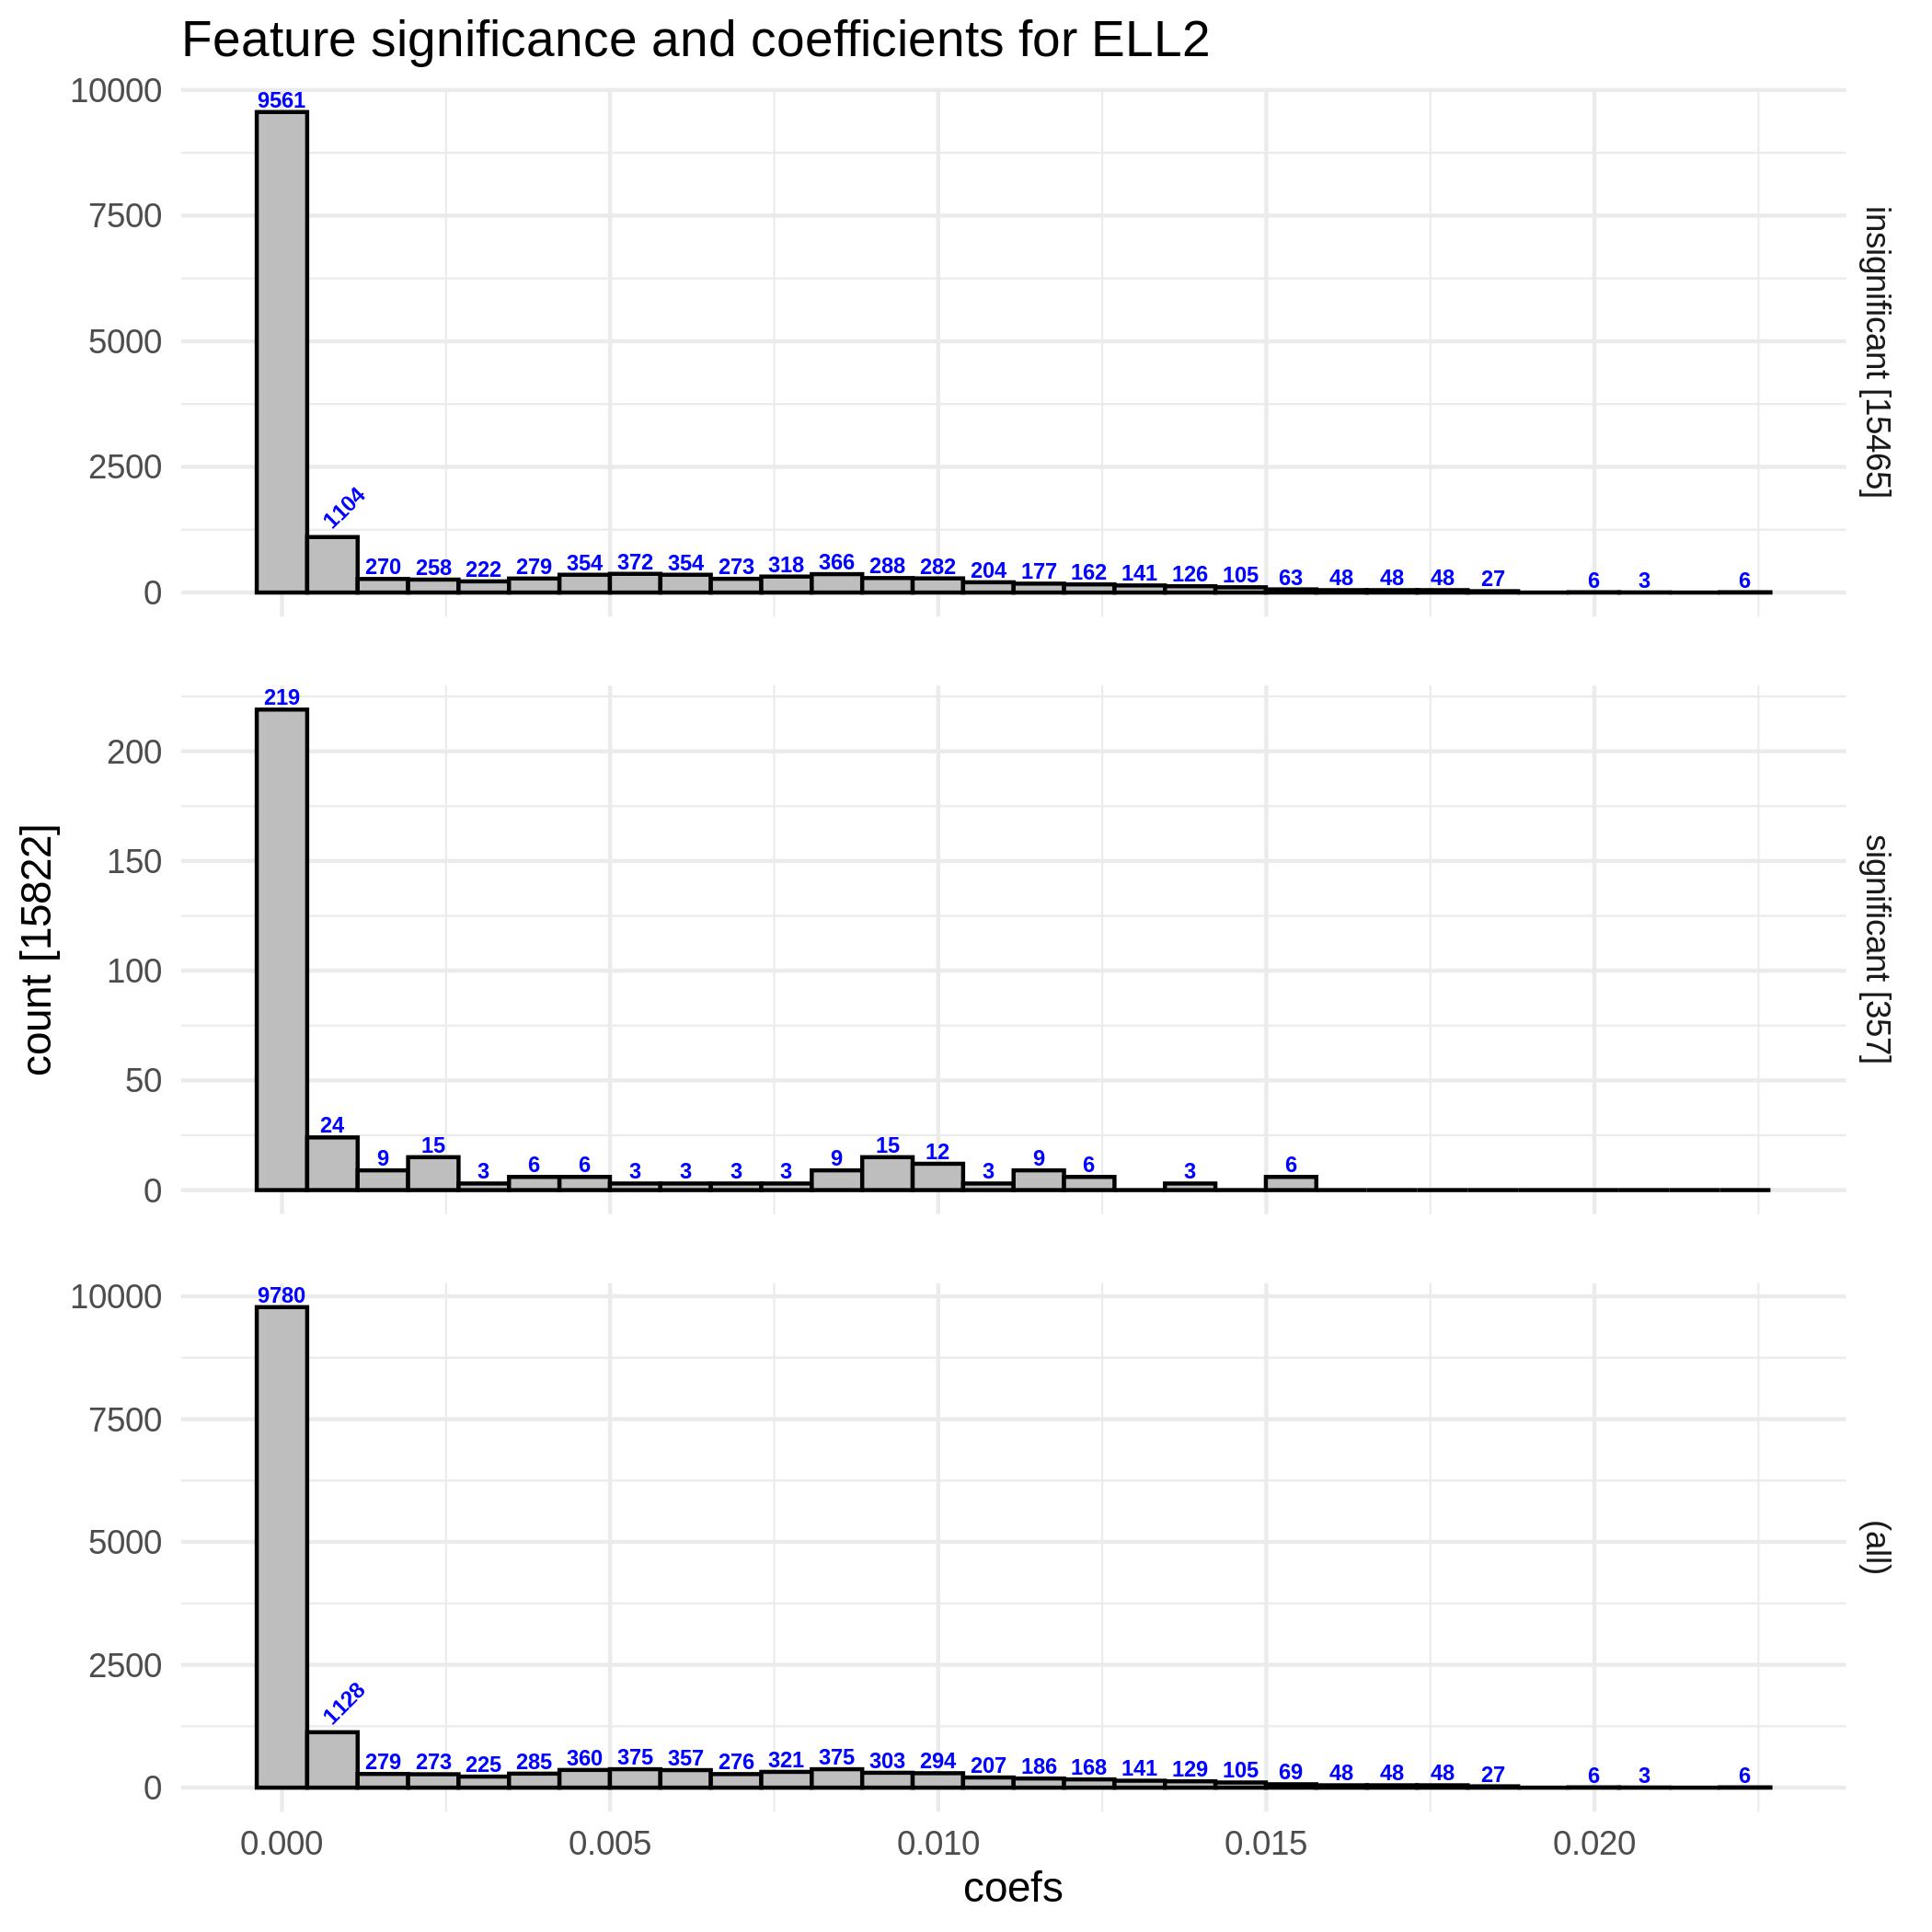 Feature significance and coefficients for ELL2
10000
7500
5000
2500
0
9561
1104
270 258 222 279 354 372 354 273 318 366 288 282 204 177 162 141 126 105 63 48 48 48 27 6 3 6
insignificant [15465]
count [15822]
200
150
100
50
0
219
24 9 15 3 6 6 3 3 3 3 9 15 12 3 9 6 3 6
significant [357]
10000
7500
5000
2500
0
9780
1128
279 273 225 285 360 375 357 276 321 375 303 294 207 186 168 141 129 105 69 48 48 48 27 6 3 6
(all)
0.000 0.005 0.010 0.015 0.020
coefs